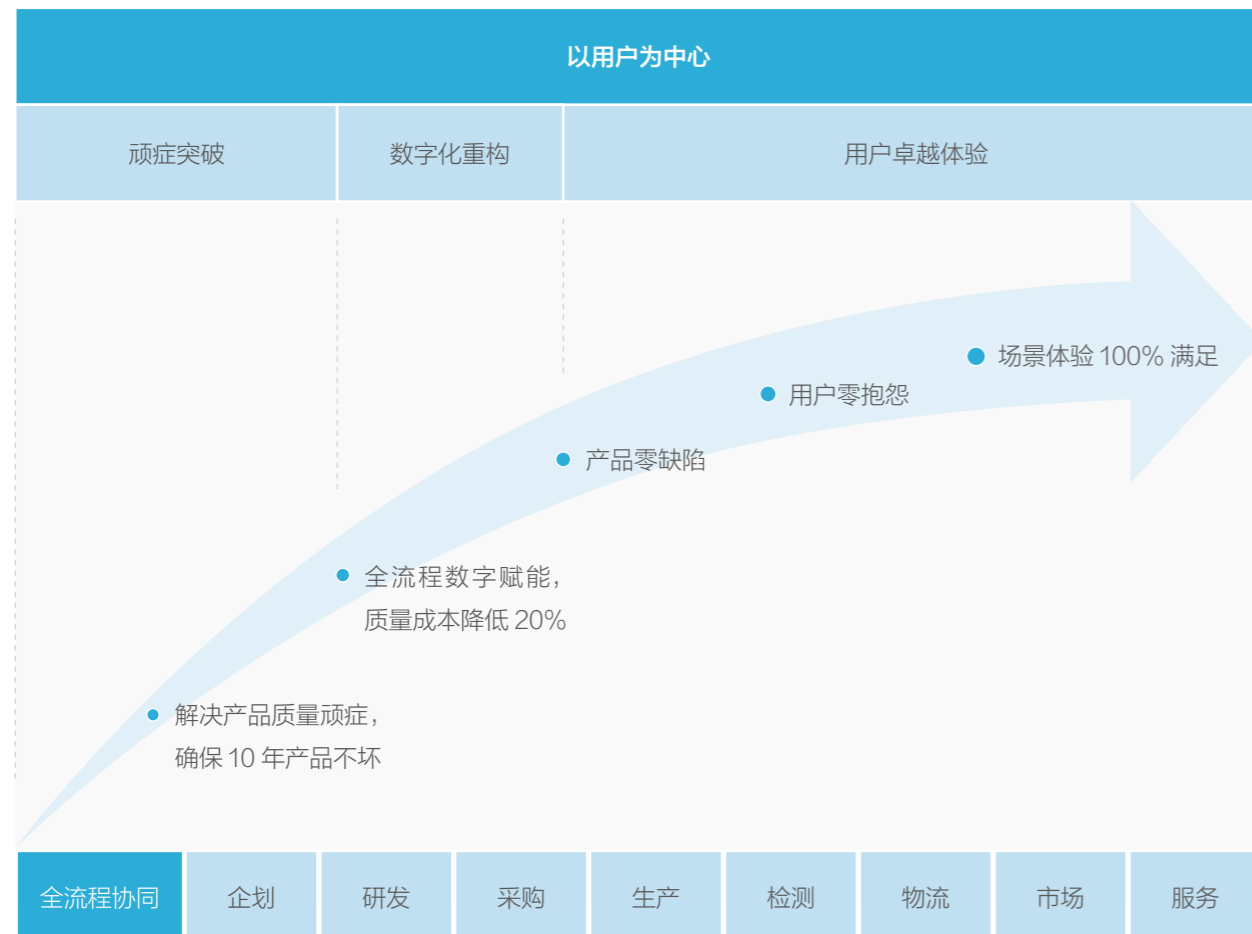 以用户为中心
顽症突破
数字化重构
用户卓越体验
场景体验 100% 满足
用户零抱怨
产品零缺陷
全流程数字赋能，
质量成本降低 20%
解决产品质量顽症，
确保 10 年产品不坏
全流程协同
企划
研发
采购
生产
检测
物流
市场
服务